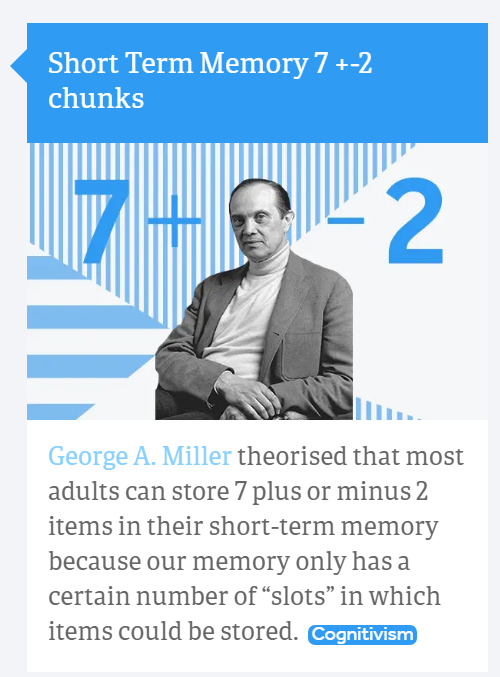 Short Term Memory 7 +-2
chunks
7 + - 2
George A. Miller theorised that most
adults can store 7 plus or minus 2
items in their short-term memory
because our memory only has a
certain number of “slots” in which
items could be stored. Cognitivism